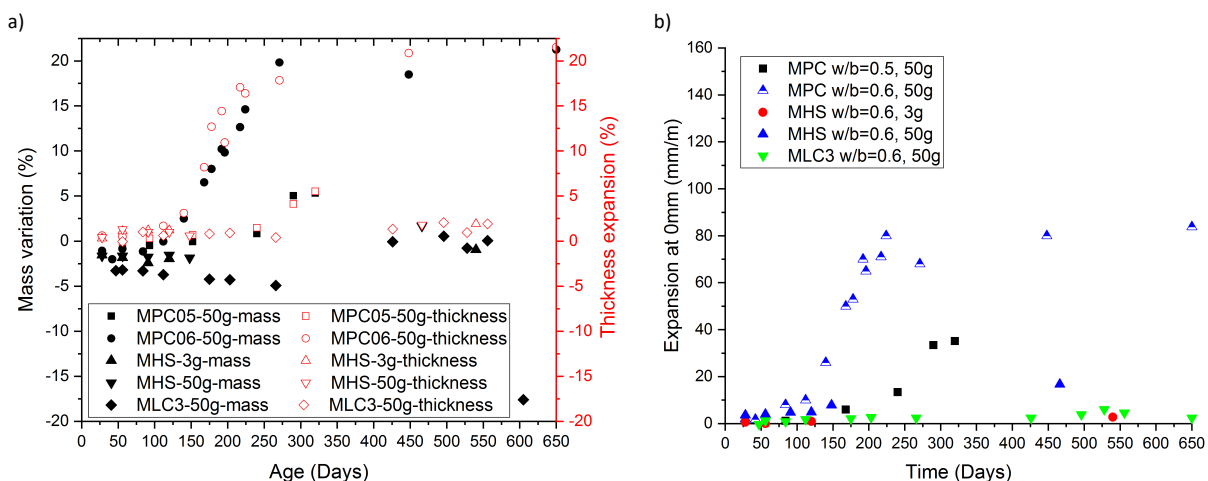 a)
20
15
10
5
0
-5
-10
-15
-20
Mass variation (%)
20
15
10
5
0
-5
-10
-15
-20
Thickness expansion (%)
MPC05-50g-mass
MPC06-50g-mass
MHS-3g-mass
MHS-50g-mass
MLC3-50g-mass
MPC05-50g-thickness
MPC06-50g-thickness
MHS-3g-thickness
MHS-50g-thickness
MLC3-50g-thickness
0 50 100 150 200 250 300 350 400 450 500 550 600 650
Age (Days)
b)
160
140
120
100
80
60
40
20
0
Expansion at 0mm (mm/m)
MPC w/b=0.5, 50g
MPC w/b=0.6, 50g
MHS w/b=0.6, 3g
MHS w/b=0.6, 50g
MLC3 w/b=0.6, 50g
0 50 100 150 200 250 300 350 400 450 500 550 600 650
Time (Days)